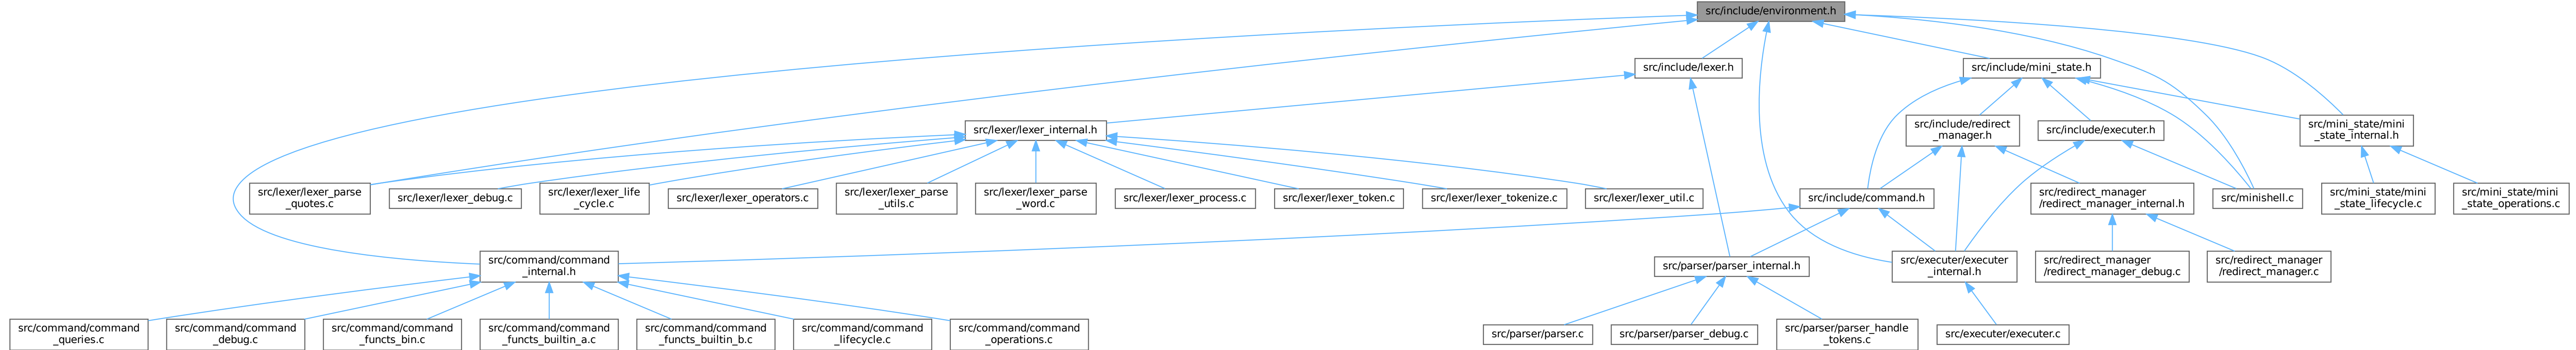 src/include/environment.h
src/include/lexer.h
src/include/mini_state.h
src/lexer/lexer_internal.h
src/include/redirect
_manager.h
src/include/executer.h
src/mini_state/mini
_state_internal.h
src/lexer/lexer_parse
_quotes.c
src/lexer/lexer_debug.c
src/lexer/lexer_life
_cycle.c
src/lexer/lexer_operators.c
src/lexer/lexer_parse
_utils.c
src/lexer/lexer_parse
_word.c
src/lexer/lexer_process.c
src/lexer/lexer_token.c
src/lexer/lexer_tokenize.c
src/lexer/lexer_util.c
src/include/command.h
src/redirect_manager
/redirect_manager_internal.h
src/minishell.c
src/mini_state/mini
_state_lifecycle.c
src/mini_state/mini
_state_operations.c
src/command/command
_internal.h
src/parser/parser_internal.h
src/executer/executer
_internal.h
src/redirect_manager
/redirect_manager_debug.c
src/redirect_manager
/redirect_manager.c
src/command/command
_queries.c
src/command/command
_debug.c
src/command/command
_functs_bin.c
src/command/command
_functs_builtin_a.c
src/command/command
_functs_builtin_b.c
src/command/command
_lifecycle.c
src/command/command
_operations.c
src/parser/parser.c
src/parser/parser_debug.c
src/parser/parser_handle
_tokens.c
src/executer/executer.c